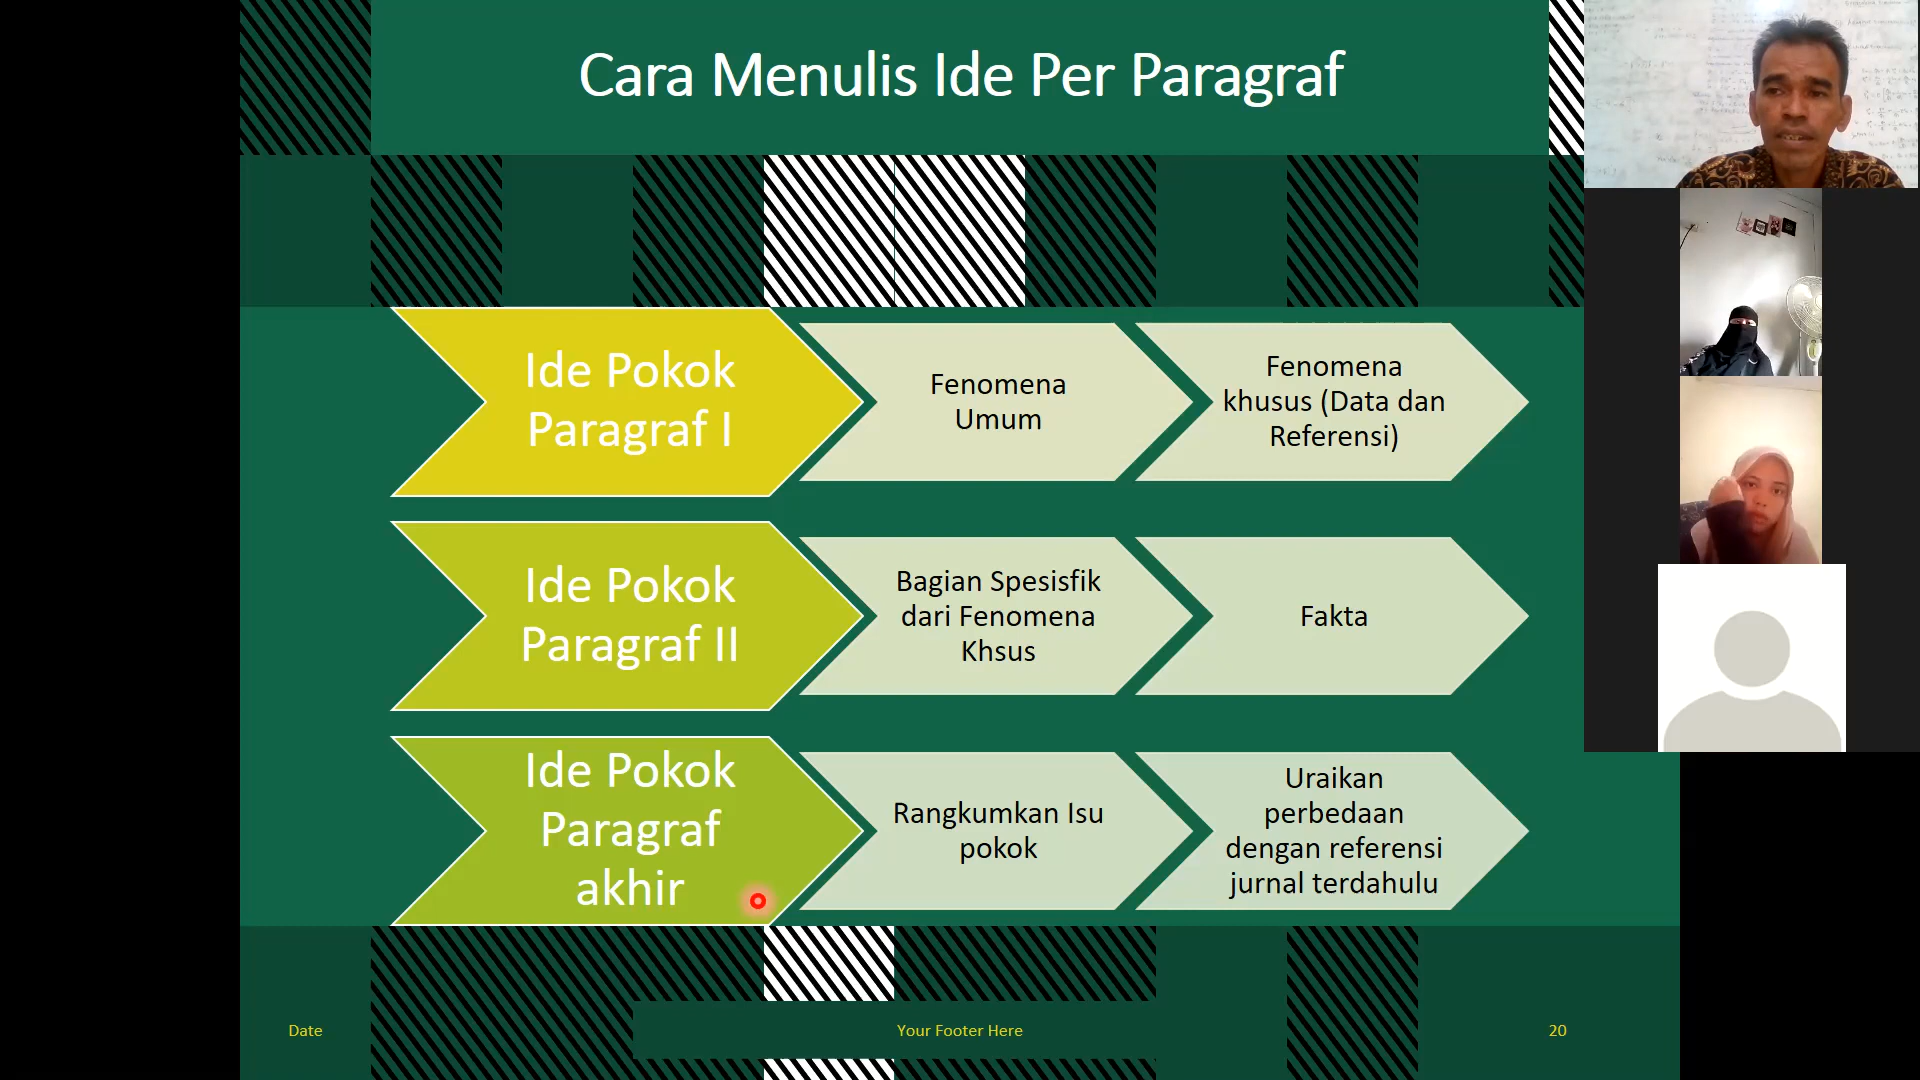 Cara Menulis Ide Per Paragraf
Ide Pokok
Paragraf I
Fenomena
Umum
Fenomena
khusus (Data dan
Referensi)
Ide Pokok
Paragraf II
Bagian Spesisfik
dari Fenomena
Khsus
Fakta
Ide Pokok
Paragraf
akhir
Rangkumkan Isu
pokok
Uraikan
perbedaan
dengan referensi
jurnal terdahulu
Date
Your Footer Here
20